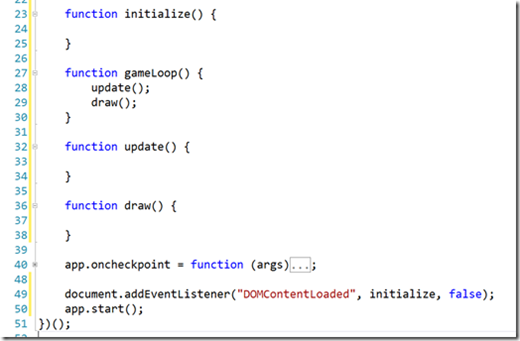 22
23 function initialize() {
24
25 }
26
27 function gameLoop() {
28 update();
29 draw();
30 }
31
32 function update() {
33
34 }
35
36 function draw() {
37
38 }
39
40 app.oncheckpoint = function (args)...;
48
49 document.addEventListener("DOMContentLoaded", initialize, false);
50 app.start();
51 })();
52